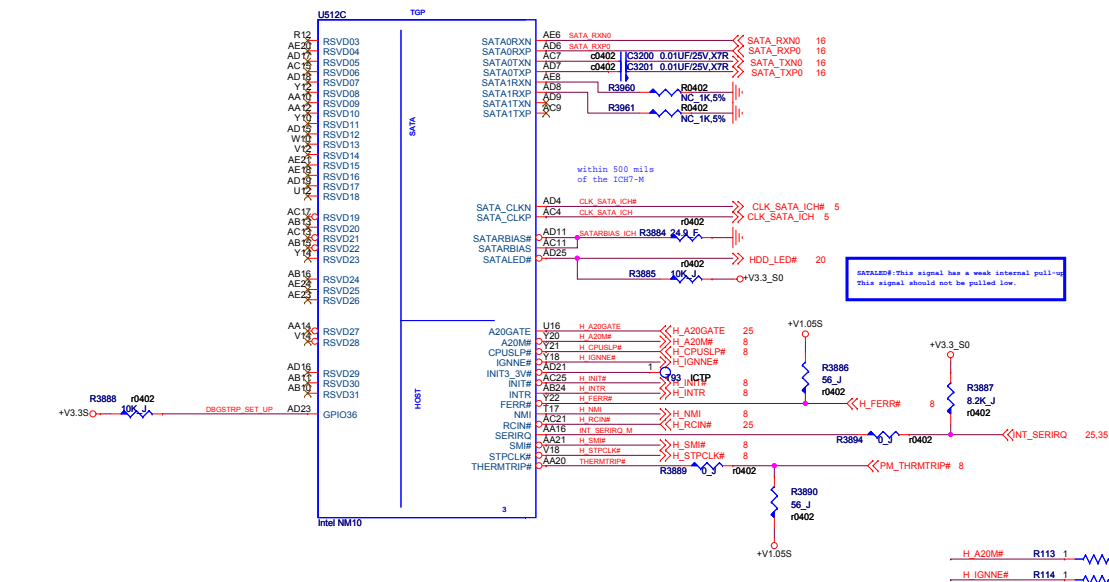 U512C TGP
R12 RSVD03 SATA0RXN AE6 SATA_RXN0 SATA_RXN0 16
AE20 RSVD04 SATA0RXP AD6 SATA_RXP0 SATA_RXP0 16
AD17 RSVD05 SATA0TXN AC7 c0402 C3200 0.01UF/25V,X7R SATA_TXN0 16
AC15 RSVD06 SATA0TXP AD7 c0402 C3201 0.01UF/25V,X7R SATA_TXP0 16
AD18 RSVD07 SATA1RXN AE8
Y12 RSVD08 SATA1RXP AD8 R3960 R0402
AA10 RSVD09 SATA1TXN AD9 NC_1K,5%
AA12 RSVD10 SATA1TXP AC9 R3961 R0402
Y10 RSVD11 NC_1K,5%
AD15 RSVD12
W10 RSVD13
V12 RSVD14
AE21 RSVD15
AE18 RSVD16
AD19 RSVD17
U12 RSVD18
SATA
within 500 mils
of the ICH7-M
AC17 RSVD19 SATA_CLKN AD4 CLK_SATA_ICH# CLK_SATA_ICH# 5
AB13 RSVD20 SATA_CLKP AC4 CLK_SATA_ICH CLK_SATA_ICH 5
AC13 RSVD21 SATARBIAS# AD11 SATARBIAS_ICH R3884 24.9_F r0402
AB15 RSVD22 SATARBIAS AC11
Y14 RSVD23 SATALED# AD25 HDD_LED# 20
AB16 RSVD24 R3885 10K_J r0402 +V3.3_S0
AE24 RSVD25
AE23 RSVD26
SATALED#:This signal has a weak internal pull-up
This signal should not be pulled low.
AA14 RSVD27 A20GATE U16 H_A20GATE H_A20GATE 25
V14 RSVD28 A20M# Y20 H_A20M# H_A20M# 8
CPUSLP# Y21 H_CPUSLP# H_CPUSLP# 8
IGNNE# Y18 H_IGNNE# H_IGNNE#
AD16 RSVD29 INIT3_3V# AD21 1 T93 ICTP
AB11 RSVD30 INIT# AC25 H_INIT# H_INIT# 8
AB10 RSVD31 INTR AB24 H_INTR H_INTR 8
HOST
+V1.05S R3886 56_J r0402
+V3.3_S0 R3887 8.2K_J r0402
FERR# Y22 H_FERR# H_FERR# 8
+V3.3S R3888 10K_J r0402 DBGSTRP_SET_UP AD23 GPIO36 NMI T17 H_NMI H_NMI 8
RCIN# AC21 H_RCIN# H_RCIN# 25
SERIRQ AA16 INT_SERIRQ_M R3894 0_J r0402 INT_SERIRQ 25,35
SMI# AA21 H_SMI# H_SMI# 8
STPCLK# V18 H_STPCLK# H_STPCLK# 8
THERMTRIP# AA20 THERMTRIP# R3889 0_J r0402 PM_THRMTRIP# 8
R3890
56_J
r0402
3
Intel NM10
+V1.05S
H_A20M# R113 1
H_IGNNE# R114 1